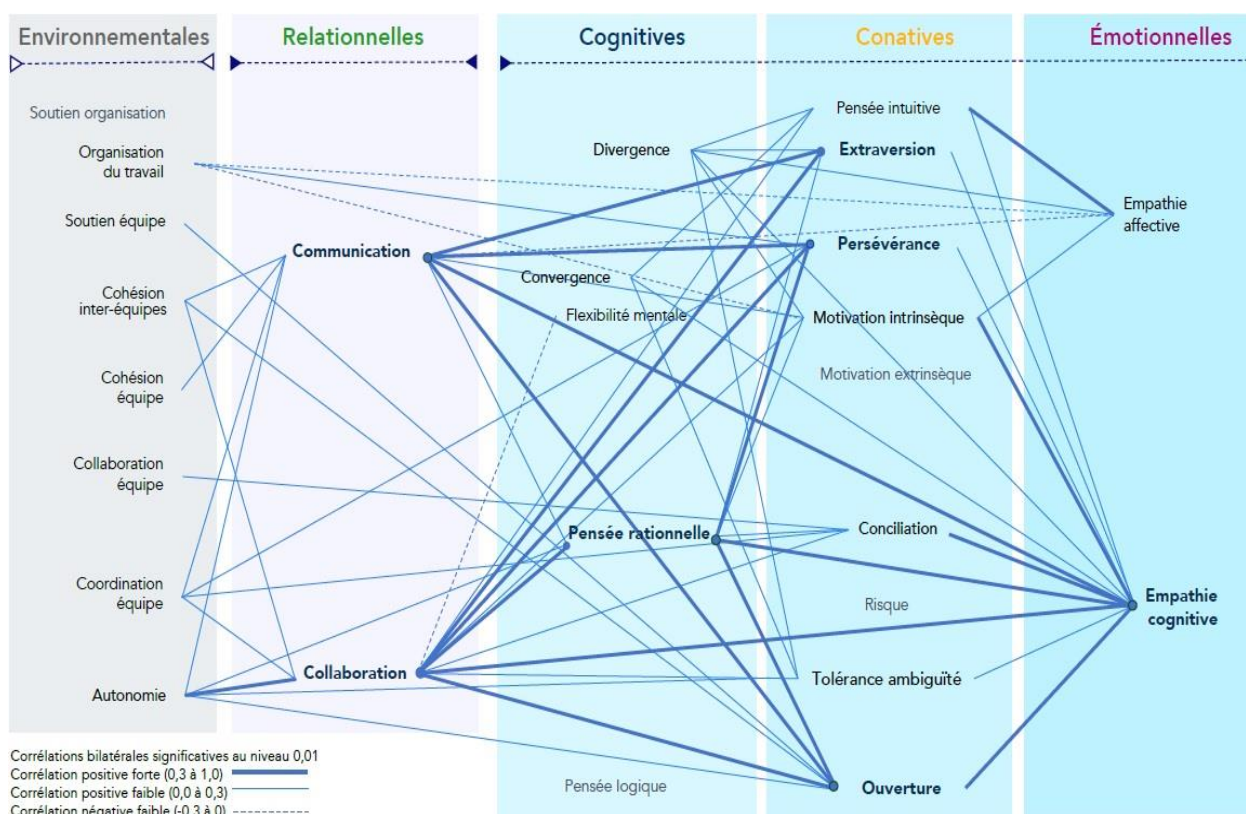 Environnementales
Relationnelles
Cognitives
Conatives
Émotionnelles
Soutien organisation
Organisation
du travail
Soutien équipe
Cohésion
inter-équipes
Cohésion
équipe
Collaboration
équipe
Coordination
équipe
Autonomie
Communication
Collaboration
Divergence
Convergence
Flexibilité mentale
Pensée rationnelle
Pensée logique
Pensée intuitive
Extraversion
Persévérance
Motivation intrinsèque
Motivation extrinsèque
Conciliation
Risque
Tolérance ambiguïté
Ouverture
Empathie
affective
Empathie
cognitive
Corrélations bilatérales significatives au niveau 0,01
Corrélation positive forte (0,3 à 1,0)
Corrélation positive faible (0,0 à 0,3)
Corrélation négative faible (-0,3 à 0)